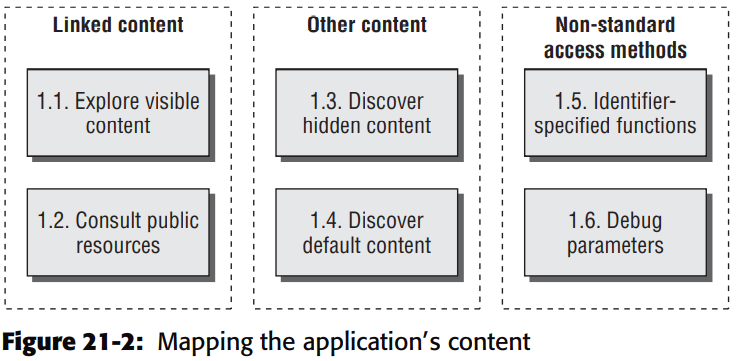 Linked content
1.1. Explore visible
content
1.2. Consult public
resources
Other content
1.3. Discover
hidden content
1.4. Discover
default content
Non-standard
access methods
1.5. Identifier-
specified functions
1.6. Debug
parameters
Figure 21-2: Mapping the application's content